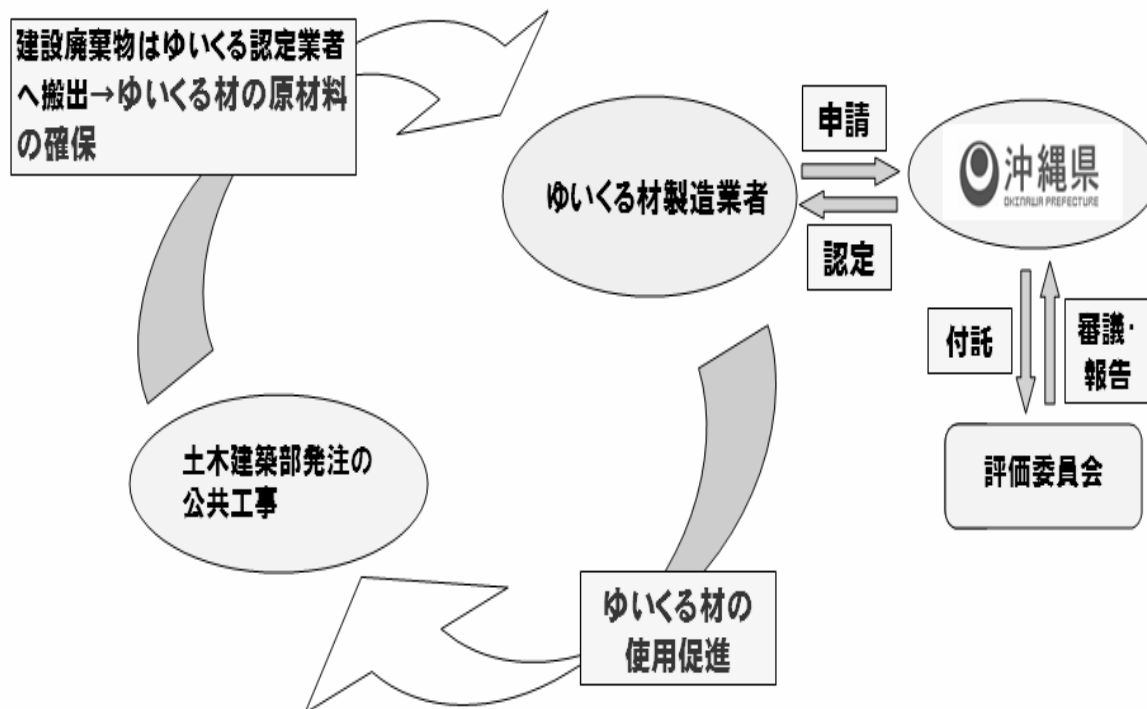 建設廃棄物はゆいくる認定業者
へ搬出→ゆいくる材の原材料
の確保
ゆいくる材製造業者
申請
認定
沖縄県
OKINAWA PREFECTURE
付託
審議・
報告
評価委員会
土木建築部発注の
公共工事
ゆいくる材の
使用促進